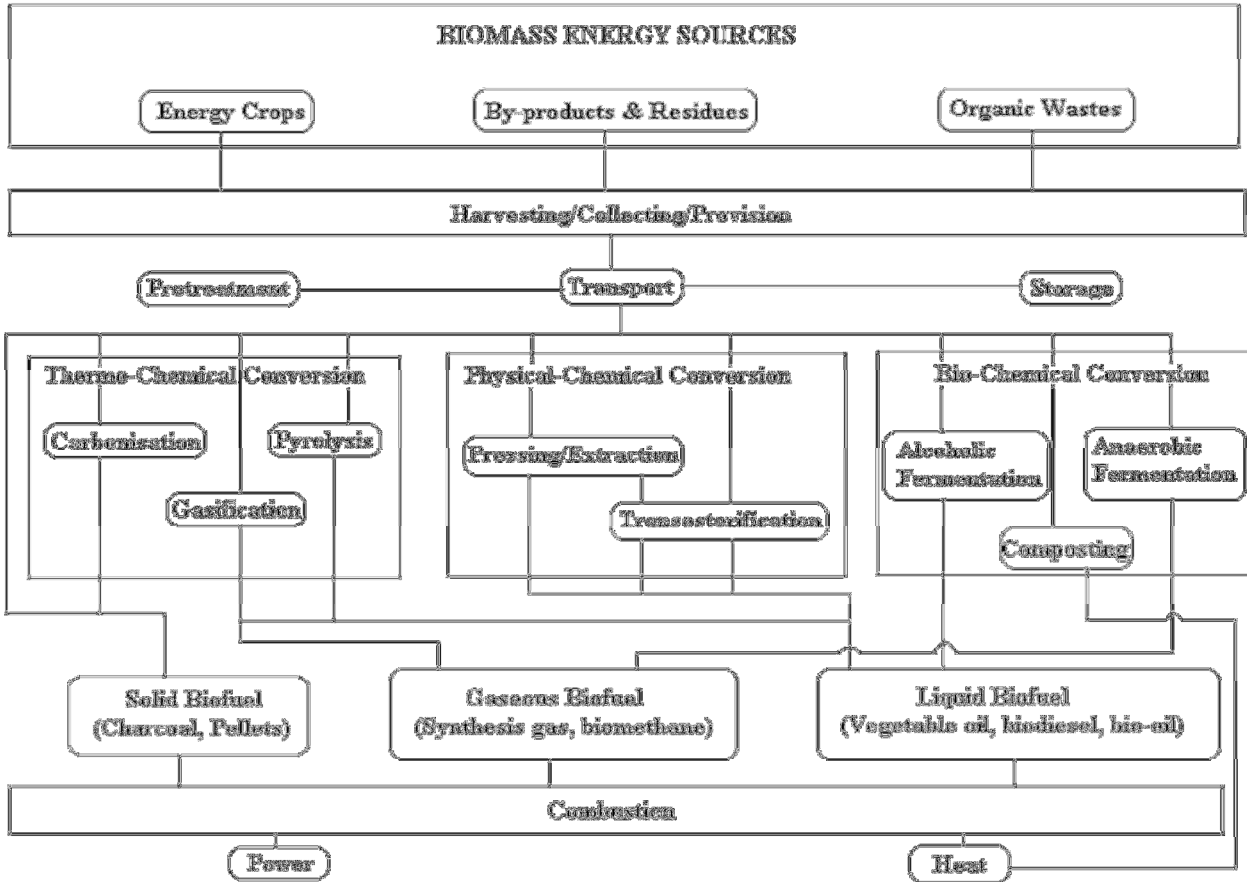 BIOMASS ENERGY SOURCES
Energy Crops
By-products & Residues
Organic Wastes
Harvesting/Collecting/Provision
Pretreatment
Transport
Storage
Thermo-Chemical Conversion
Physical-Chemical Conversion
Bio-Chemical Conversion
Carbonisation
Pyrolysis
Pressing/Extraction
Alcoholic
Fermentation
Anaerobic
Fermentation
Gasification
Transesterification
Composting
Solid Biofuel
(Charcoal, Pellets)
Gaseous Biofuel
(Synthesis gas, biomethane)
Liquid Biofuel
(Vegetable oil, biodiesel, bio-oil)
Combustion
Power
Heat